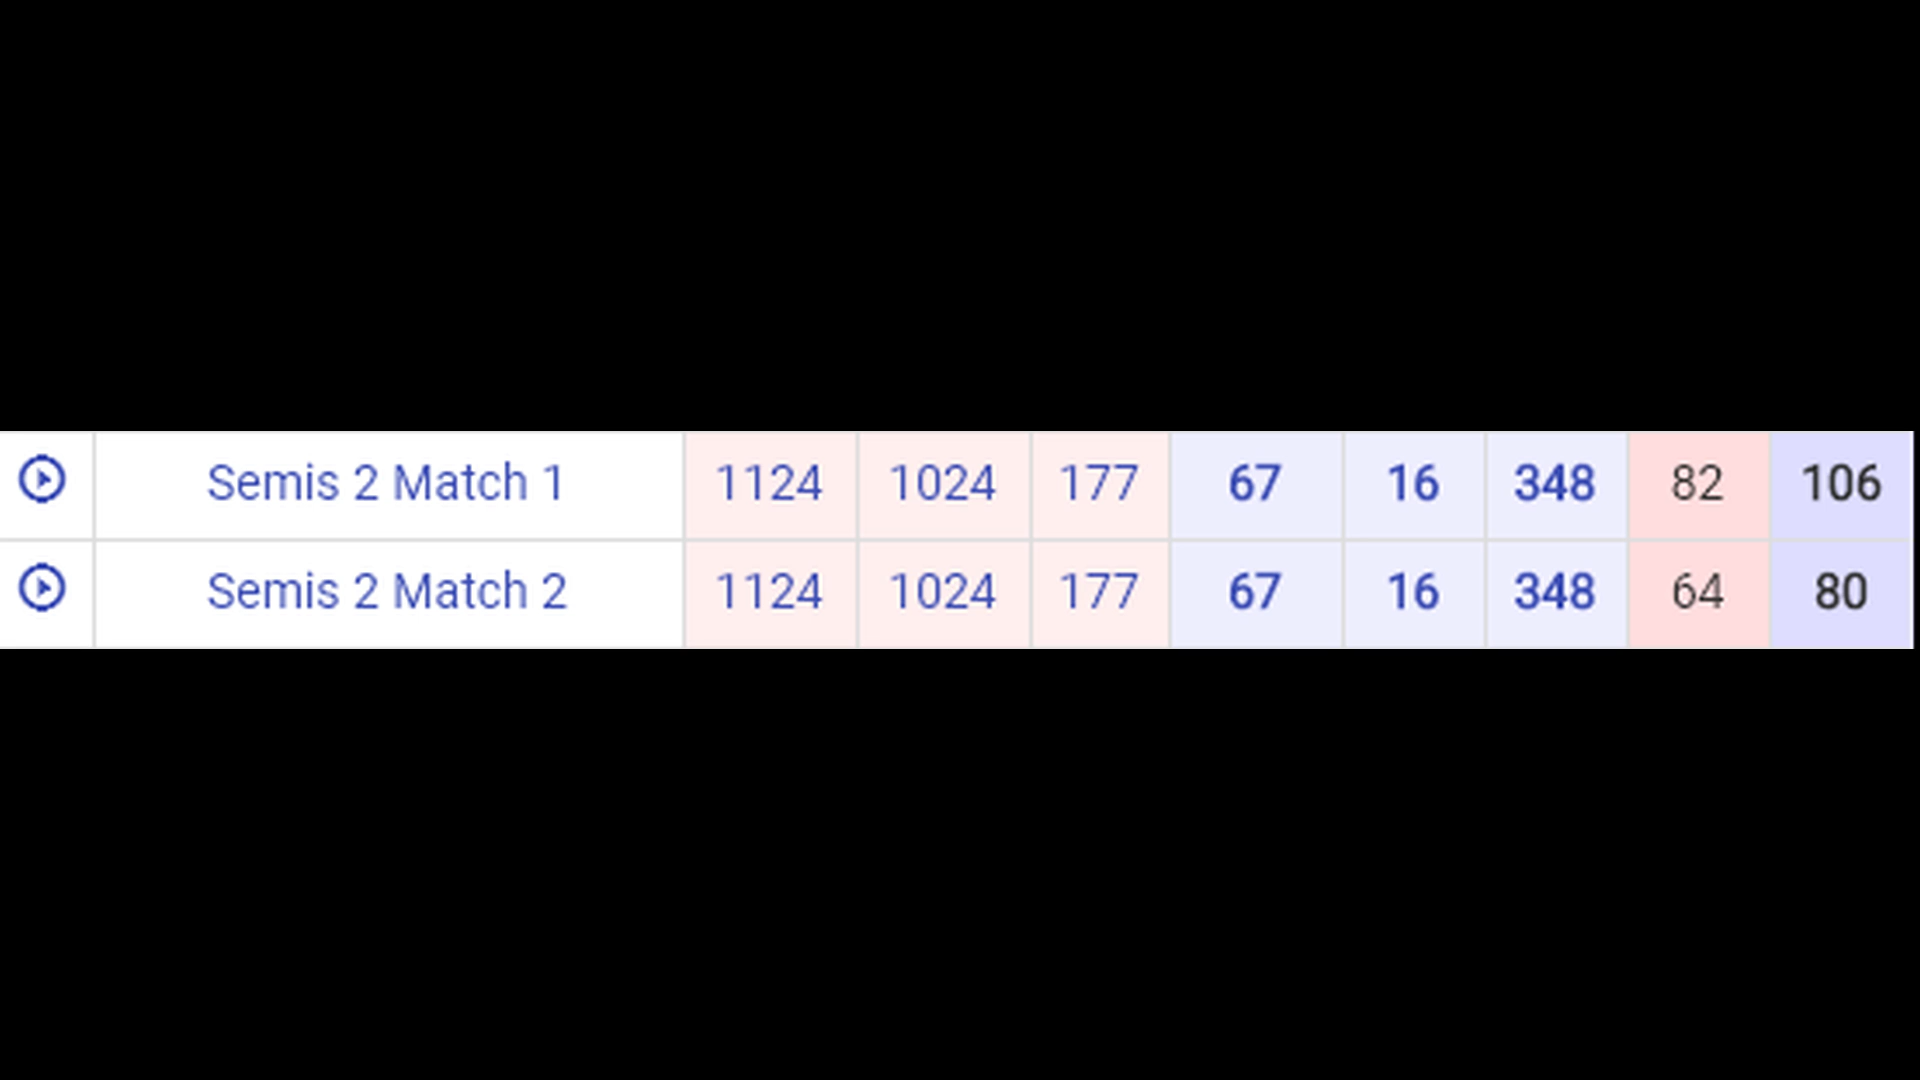 Semis 2 Match 1 1124 1024 177 67 16 348 82 106
Semis 2 Match 2 1124 1024 177 67 16 348 64 80